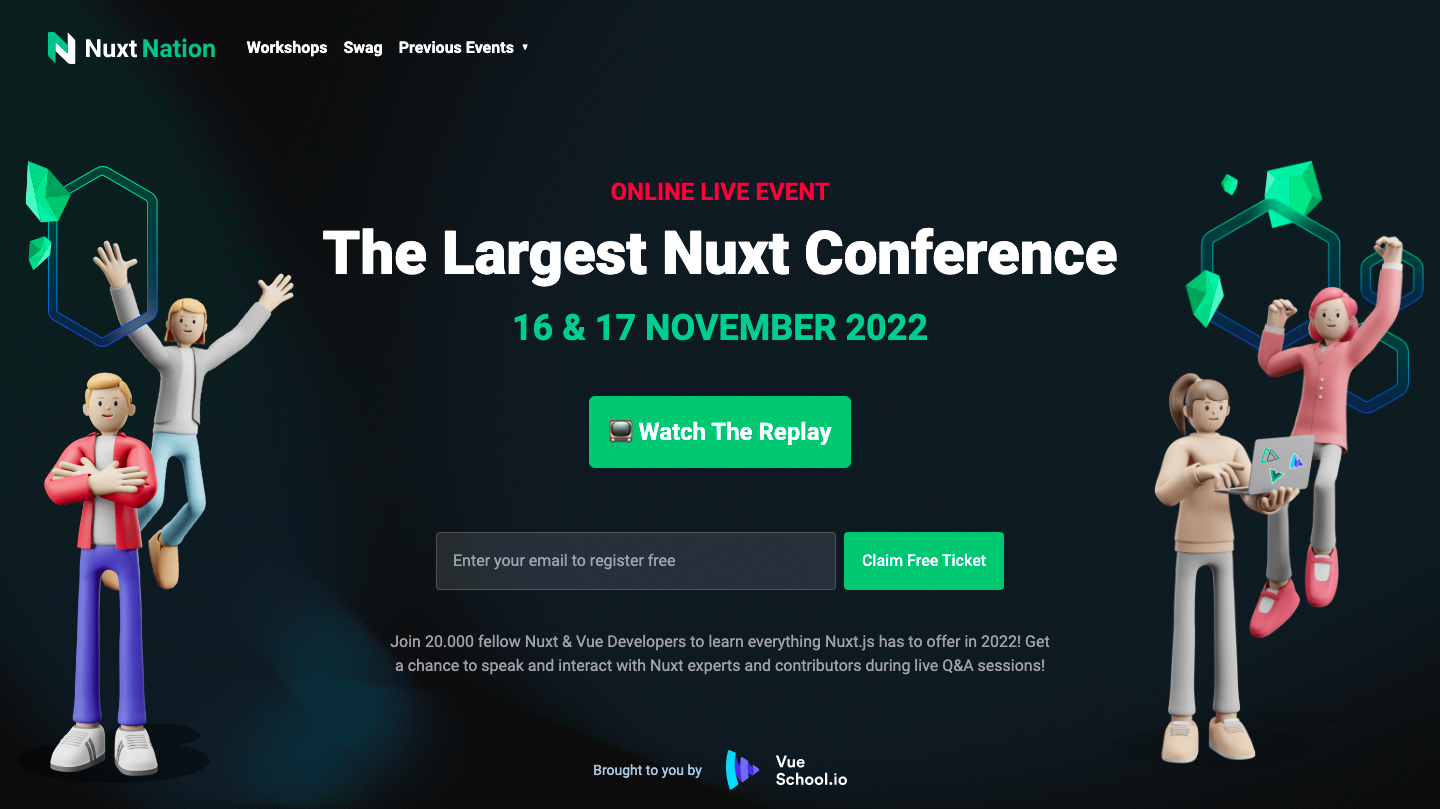 Nuxt Nation
Workshops
Swag
Previous Events ▼
ONLINE LIVE EVENT
The Largest Nuxt Conference
16 & 17 NOVEMBER 2022
Watch The Replay
Enter your email to register free
Claim Free Ticket
Join 20.000 fellow Nuxt & Vue Developers to learn everything Nuxt.js has to offer in 2022! Get
a chance to speak and interact with Nuxt experts and contributors during live Q&A sessions!
Brought to you by
Vue
School.io